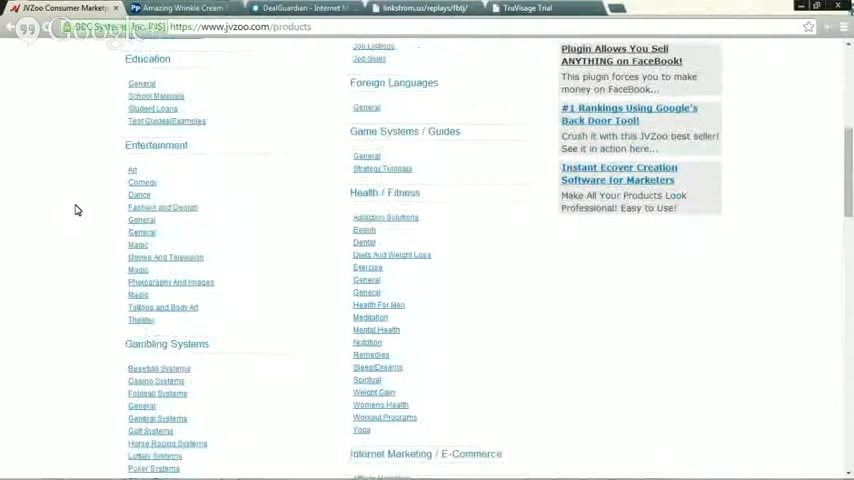 JVZoo Consumer Market
Amazing Wrinkle Cream
DealGuardian - Internet M
linksfrom.us/replays/fbtj/
TruVisage Trial
https://www.jvzoo.com/products
Google
Education
General
School Materials
Student Loans
Test Guides/Examples
Entertainment
Art
Comedy
Dance
Fashion and Design
General
General
Magic
Movies And Television
Music
Photography And Images
Radio
Tattoos and Body Art
Theater
Gambling Systems
Baseball Systems
Casino Systems
Football Systems
General
General Systems
Golf Systems
Horse Racing Systems
Lottery Systems
Poker Systems
Job Listings
Job Skills
Foreign Languages
General
Game Systems / Guides
General
Strategy Tutorials
Health / Fitness
Addiction Solutions
Beauty
Dental
Diets And Weight Loss
Exercise
General
General
Health For Men
Meditation
Mental Health
Nutrition
Remedies
Sleep/Dreams
Spiritual
Weight Gain
Womens Health
Workout Programs
Yoga
Internet Marketing / E-Commerce
Plugin Allows You Sell
ANYTHING on FaceBook!
This plugin forces you to make
money on FaceBook...
#1 Rankings Using Google's
Back Door Tool!
Crush it with this JVZoo best seller!
See it in action here...
Instant Ecover Creation
Software for Marketers
Make All Your Products Look
Professional! Easy to Use!